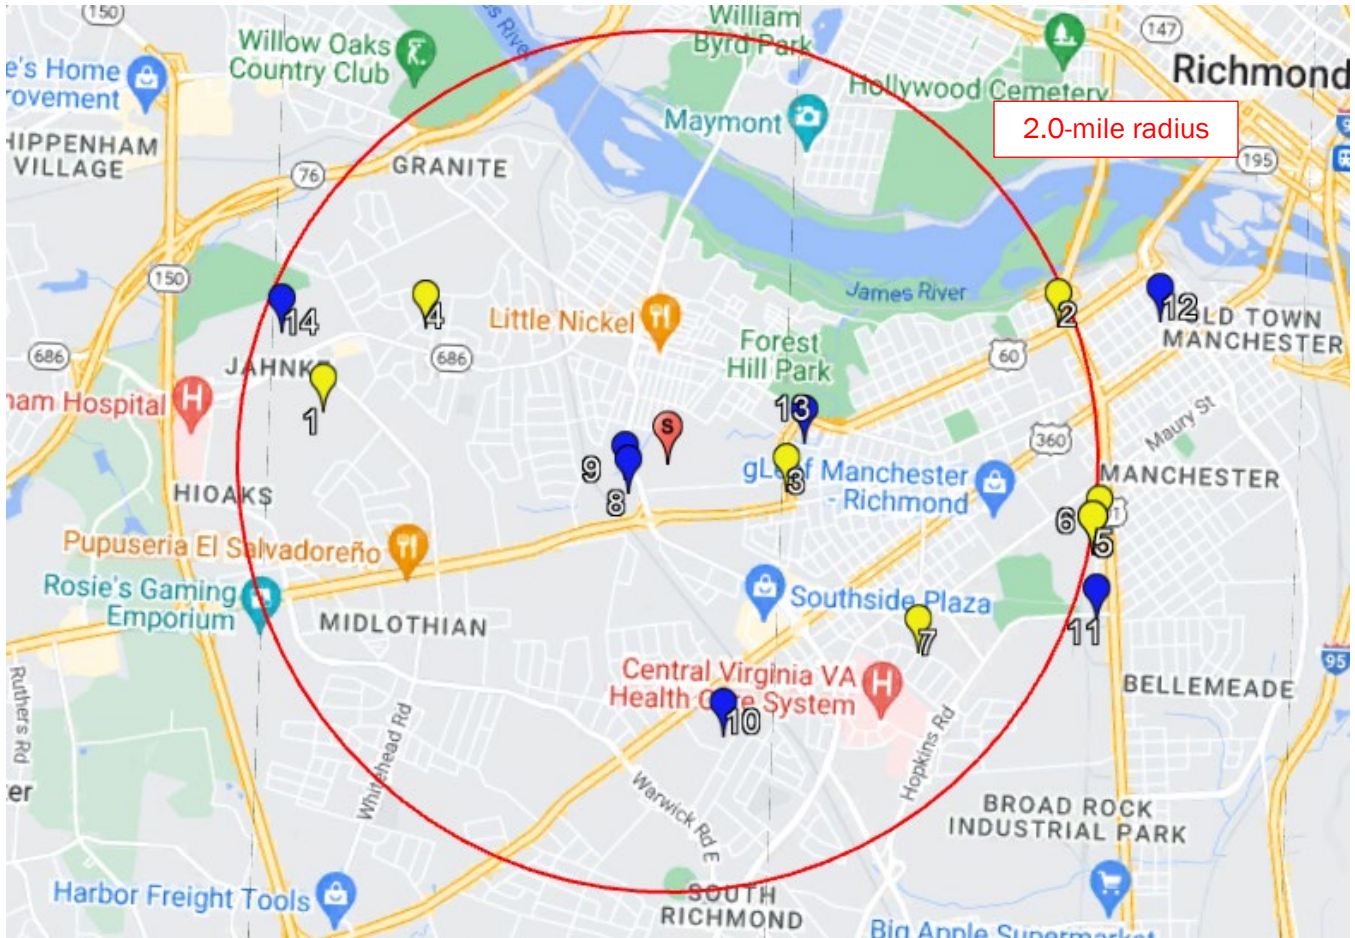 150
Willow Oaks
Country Club
s River
William
Byrd Park
147
Richmond
e's Home
rovement
Hollywood Cemetery
2.0-mile radius
Maymont
HIPPENHAM
VILLAGE
GRANITE
76
195
150
14
4
James River
2
12
LD TOWN
MANCHESTER
Little Nickel
Forest
Hill Park
686
JAHNK
686
60
ham Hospital
1
13
S
360
Maury St
9
8
3
gLeaf Manchester
- Richmond
MANCHESTER
HIOAKS
6
5
Pupuseria El Salvadoreño
Rosie's Gaming
Emporium
MIDLOTHIAN
Southside Plaza
7
11
Central Virginia VA
Health Care System
10
95
BELLEMEADE
Ruthers Rd
Whitehead Rd
Hopkins Rd
Warwick Rd E
ter
BROAD ROCK
INDUSTRIAL PARK
Harbor Freight Tools
SOUTH
RICHMOND
Big Apple Supermarket